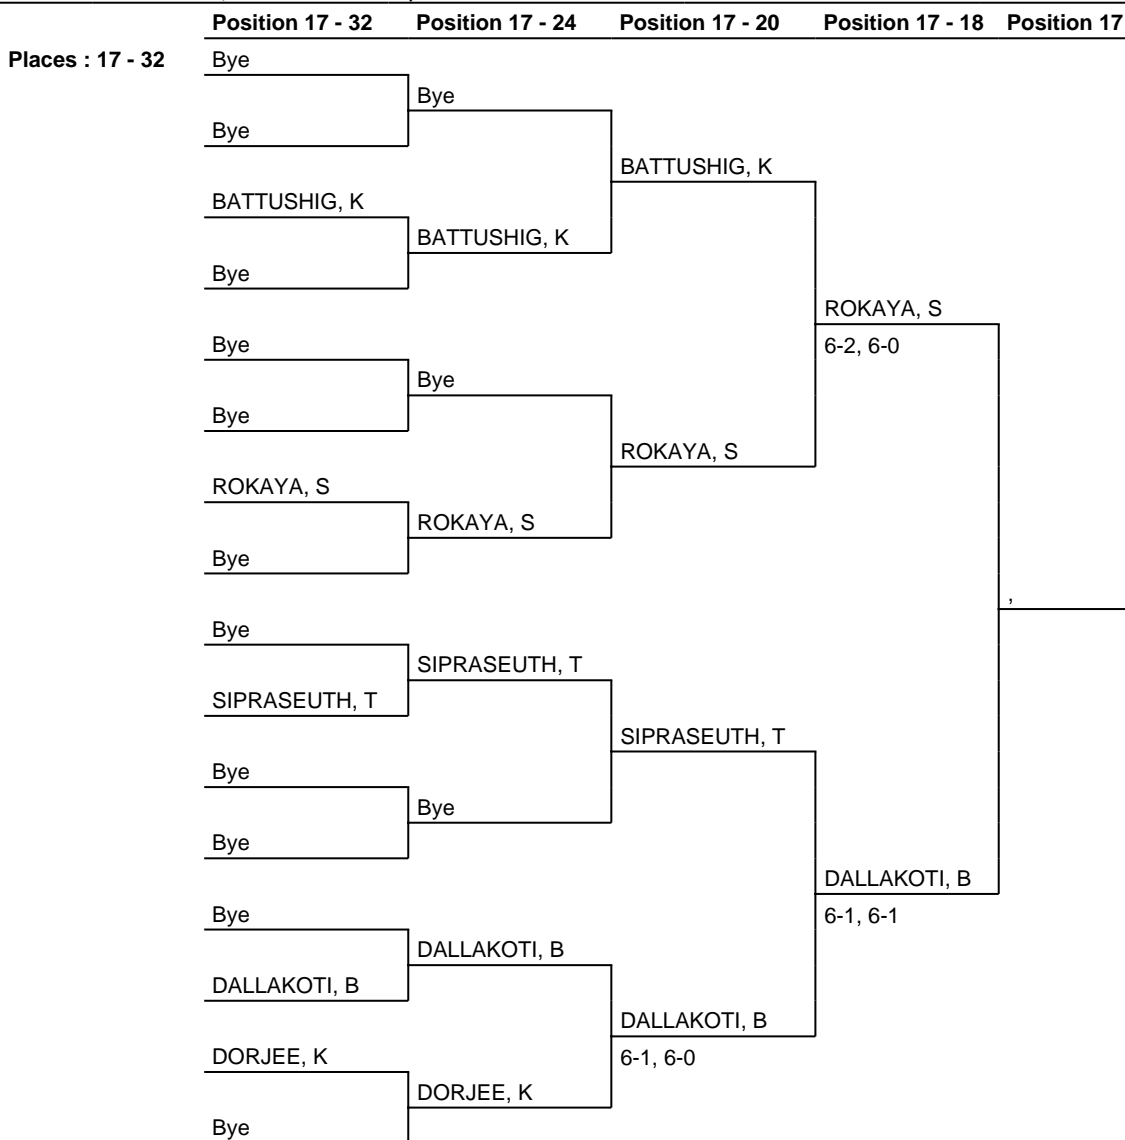 Position 17 - 32 Position 17 - 24 Position 17 - 20 Position 17 - 18 Position 17
Places : 17 - 32 Bye
Bye
Bye
BATTUSHIG, K
BATTUSHIG, K
BATTUSHIG, K
Bye
ROKAYA, S
Bye 6-2, 6-0
Bye
Bye
ROKAYA, S
ROKAYA, S
ROKAYA, S
Bye
,
Bye
SIPRASEUTH, T
SIPRASEUTH, T
SIPRASEUTH, T
Bye
Bye
Bye
DALLAKOTI, B
Bye 6-1, 6-1
DALLAKOTI, B
DALLAKOTI, B
DALLAKOTI, B
DORJEE, K 6-1, 6-0
DORJEE, K
Bye